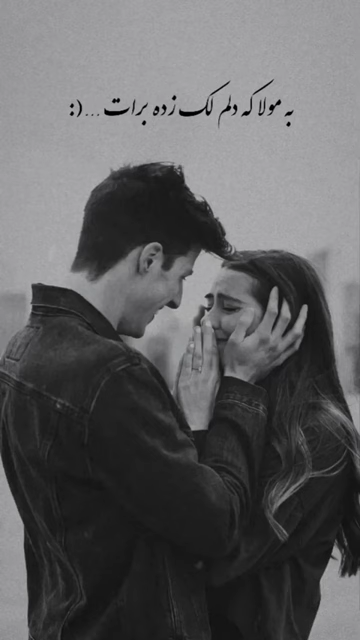 به مولا که دلم لک زده برات ...(: